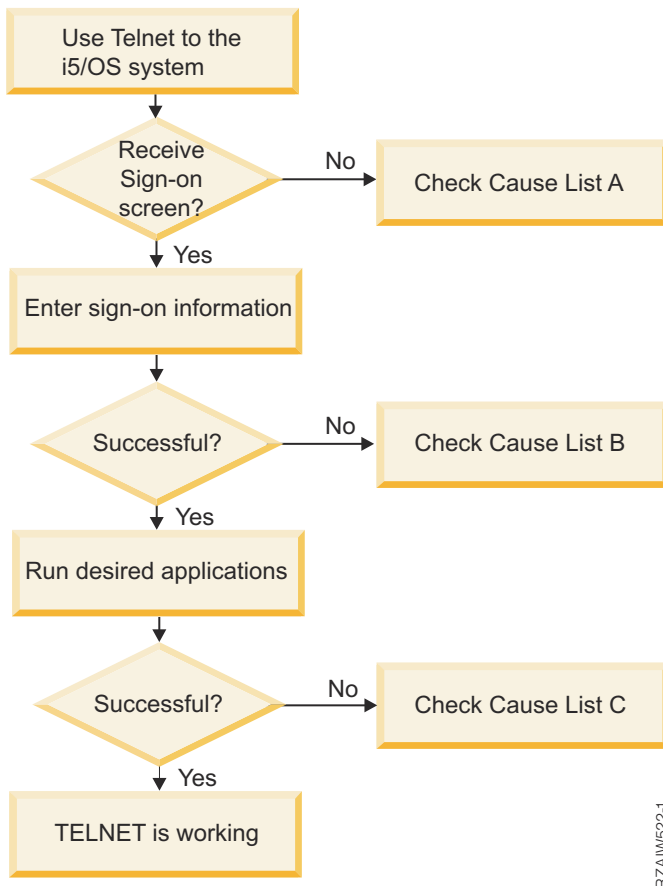 Use Telnet to the
i5/OS system
Receive
Sign-on
screen?
No
Check Cause List A
Yes
Enter sign-on information
Successful?
No
Check Cause List B
Yes
Run desired applications
Successful?
No
Check Cause List C
Yes
TELNET is working